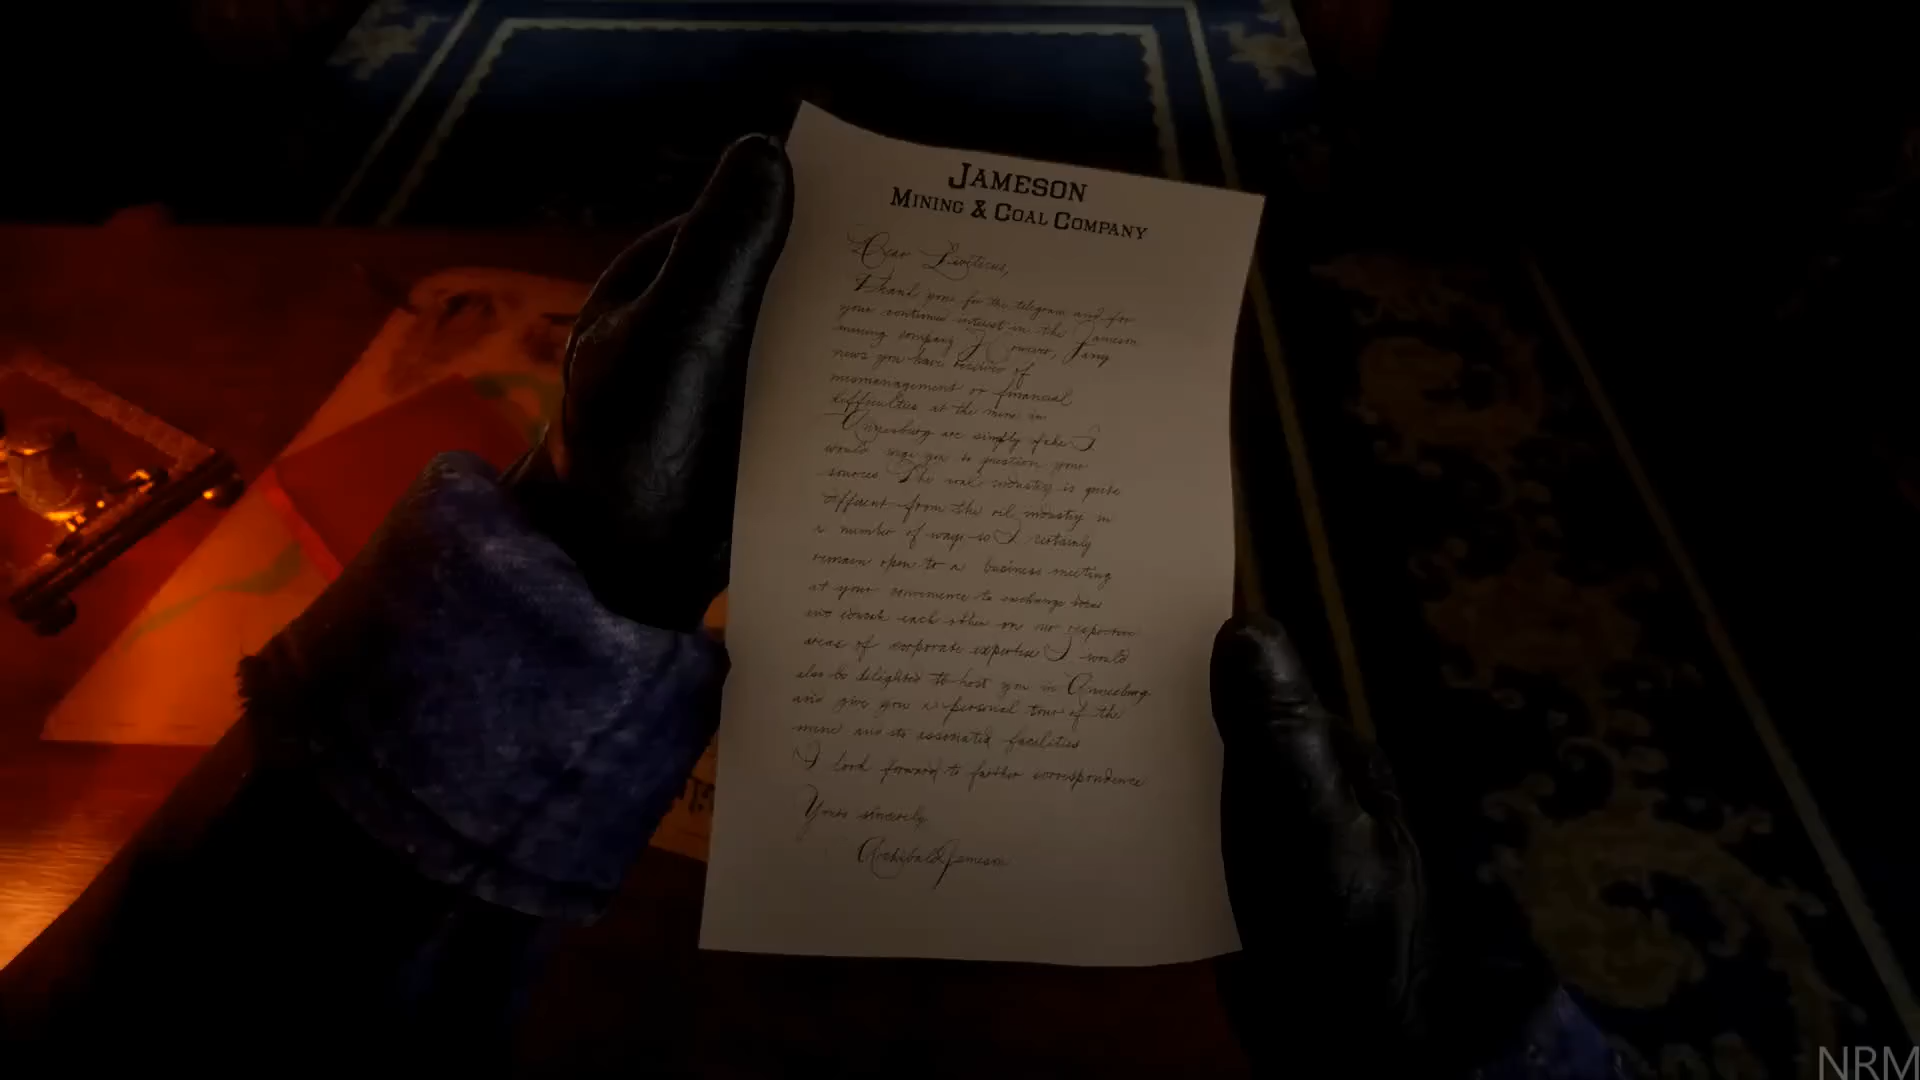 JAMESON
MINING & COAL COMPANY
Dear Leviticus,
Thank you for the telegram and for
your continued interest in the Jameson
mining company. However, Any
news you have received of
mismanagement or financial
difficulties at the mine in
Annesburg are simply fake. I
would urge you to question your
sources. The coal industry is quite
different from the oil industry in
a number of ways so I certainly
remain open to a business meeting
at your convenience to exchange ideas
and each other on our respective
areas of corporate expertise. I would
also be delighted to host you in Annesburg
and give you a personal tour of the
mine and its associated facilities
I look forward to further correspondence
Yours sincerely
Archibald Jameson
NRM